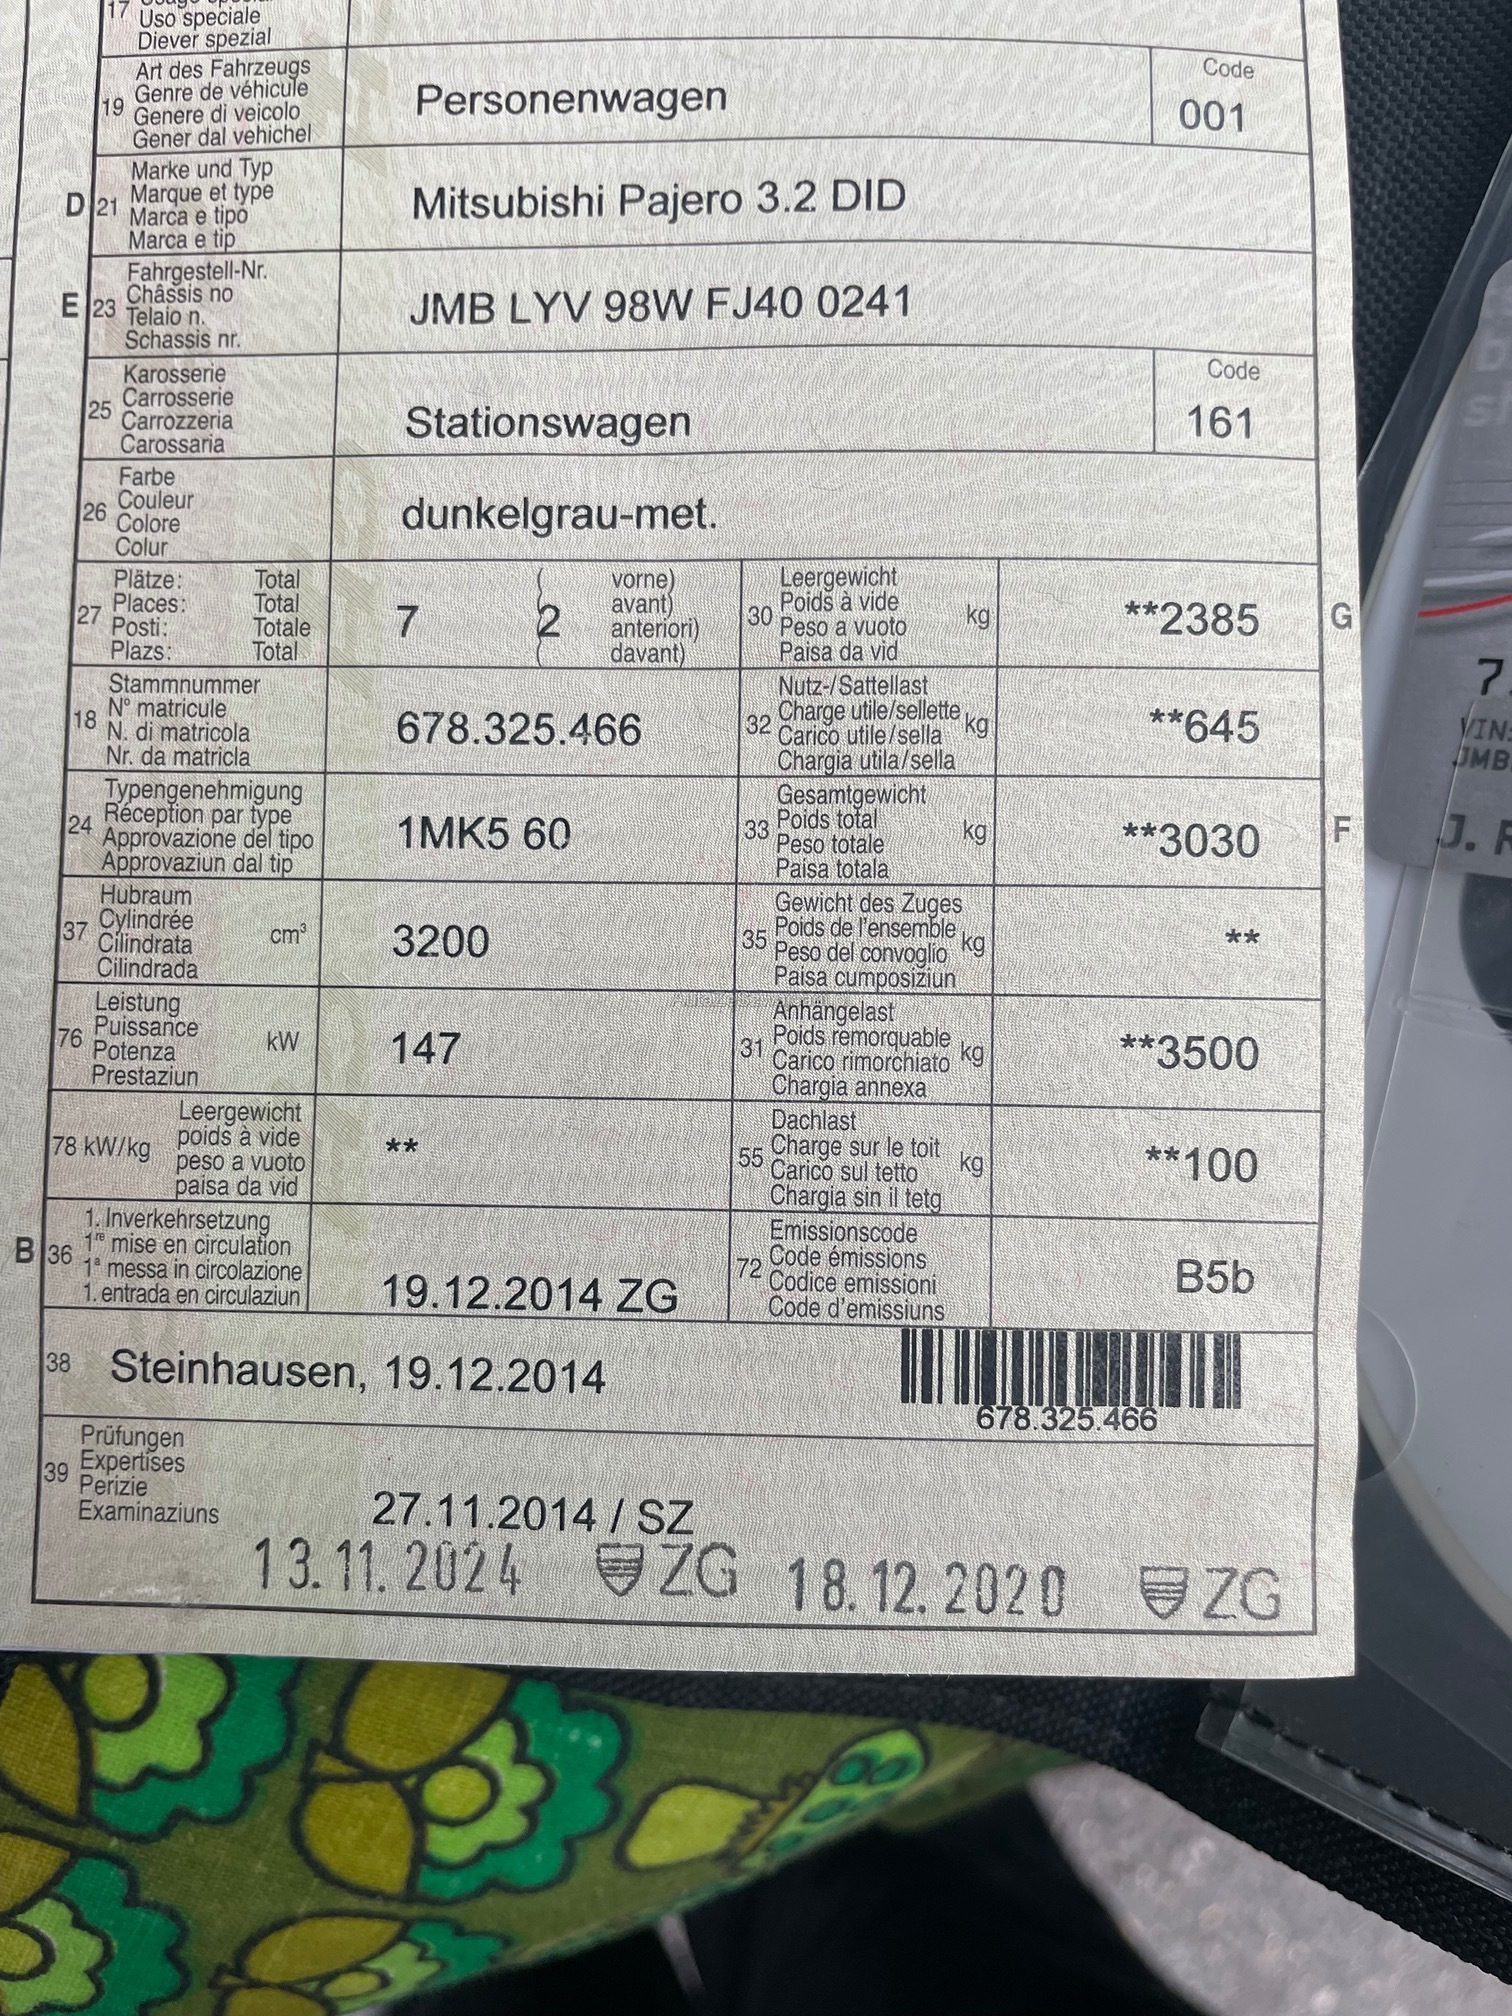 17 Uso speciale
Diever spezial
19 Art des Fahrzeugs
Genre de véhicule
Genere di veicolo
Gener dal vehichel
Personenwagen
Code
001
D 21 Marke und Typ
Marque et type
Marca e tipo
Marca e tip
Mitsubishi Pajero 3.2 DID
E 23 Fahrgestell-Nr.
Châssis no
Telaio n.
Schassis nr.
JMB LYV 98W FJ40 0241
25 Karosserie
Carrosserie
Carrozzeria
Carossaria
Stationswagen
Code
161
26 Farbe
Couleur
Colore
Colur
dunkelgrau-met.
27 Plätze: Total
Places: Total
Posti: Totale
Plazs: Total
7
2
( vorne)
avant)
anteriori)
( davant)
30 Leergewicht
Poids à vide
Peso a vuoto
Paisa da vid
kg
**2385
G
18 Stammnummer
N° matricule
N. di matricola
Nr. da matricla
678.325.466
32 Nutz-/Sattellast
Charge utile/sellette
Carico utile/sella
Chargia utila/sella
kg
**645
24 Typengenehmigung
Réception par type
Approvazione del tipo
Approvaziun dal tip
1MK5 60
33 Gesamtgewicht
Poids total
Peso totale
Paisa totala
kg
**3030
F
37 Hubraum
Cylindrée
Cilindrata
Cilindrada
cm³
3200
35 Gewicht des Zuges
Poids de l'ensemble
Peso del convoglio
Paisa cumposiziun
kg
**
76 Leistung
Puissance
Potenza
Prestaziun
kW
147
31 Anhängelast
Poids remorquable
Carico rimorchiato
Chargia annexa
kg
**3500
78 kW/kg
Leergewicht
poids à vide
peso a vuoto
paisa da vid
**
55 Dachlast
Charge sur le toit
Carico sul tetto
Chargia sin il tetg
kg
**100
B 36 1. Inverkehrsetzung
1re mise en circulation
1a messa in circolazione
1. entrada en circulaziun
19.12.2014 ZG
72 Emissionscode
Code émissions
Codice emissioni
Code d'emissiuns
B5b
38 Steinhausen, 19.12.2014
678.325.466
39 Prüfungen
Expertises
Perizie
Examinaziuns
27.11.2014 / SZ
13.11.2024 ZG 18.12.2020 ZG
7
VIN:
JMB
J. R